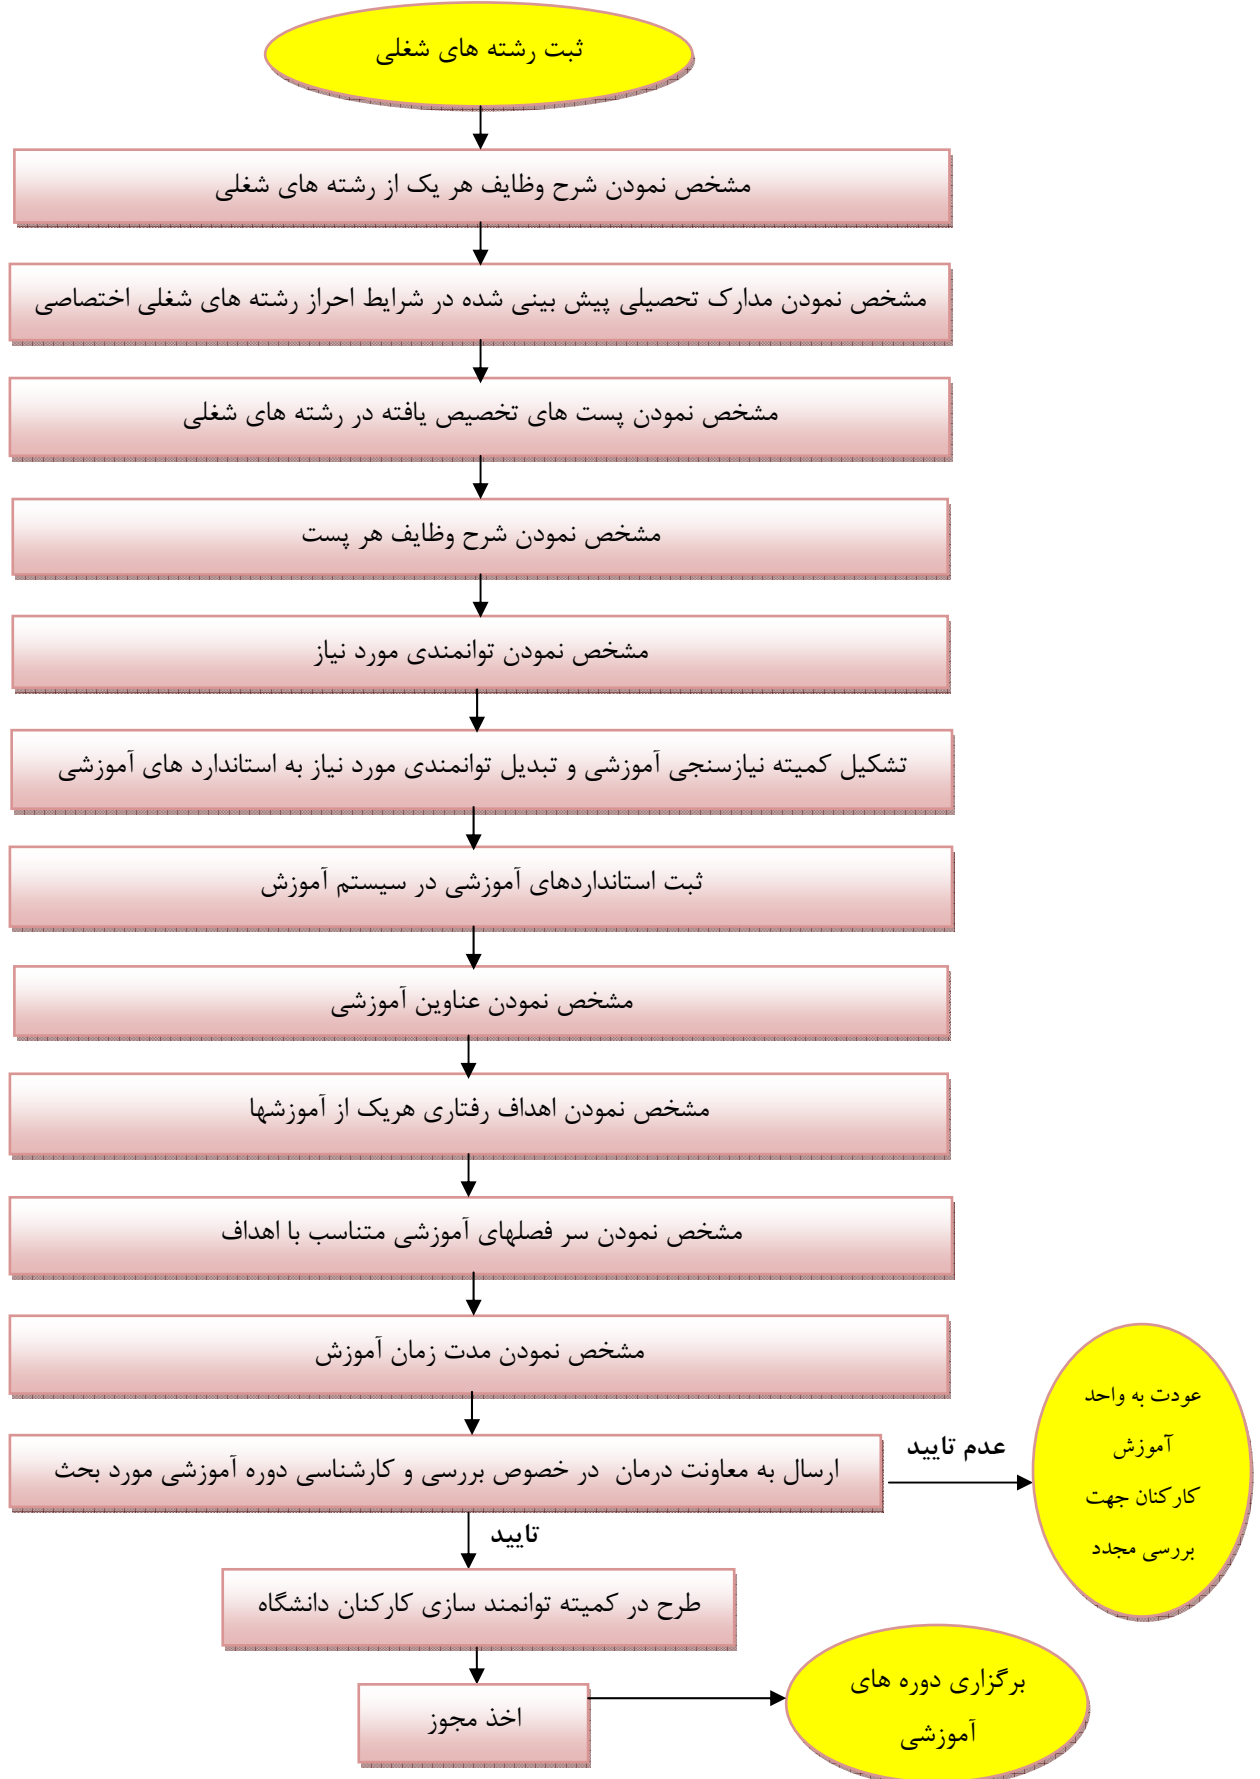 ثبت رشته های شغلی
مشخص نمودن شرح وظایف هر یک از رشته های شغلی
مشخص نمودن مدارک تحصیلی پیش بینی شده در شرایط احراز رشته های شغلی اختصاصی
مشخص نمودن پست های تخصیص یافته در رشته های شغلی
مشخص نمودن شرح وظایف هر پست
مشخص نمودن توانمندی مورد نیاز
تشکیل کمیته نیازسنجی آموزشی و تبدیل توانمندی مورد نیاز به استاندارد های آموزشی
ثبت استانداردهای آموزشی در سیستم آموزش
مشخص نمودن عناوین آموزشی
مشخص نمودن اهداف رفتاری هریک از آموزشها
مشخص نمودن سر فصلهای آموزشی متناسب با اهداف
مشخص نمودن مدت زمان آموزش
ارسال به معاونت درمان در خصوص بررسی و کارشناسی دوره آموزشی مورد بحث
عدم تایید
عودت به واحد
آموزش
کارکنان جهت
بررسی مجدد
تایید
طرح در کمیته توانمند سازی کارکنان دانشگاه
اخذ مجوز
برگزاری دوره های
آموزشی